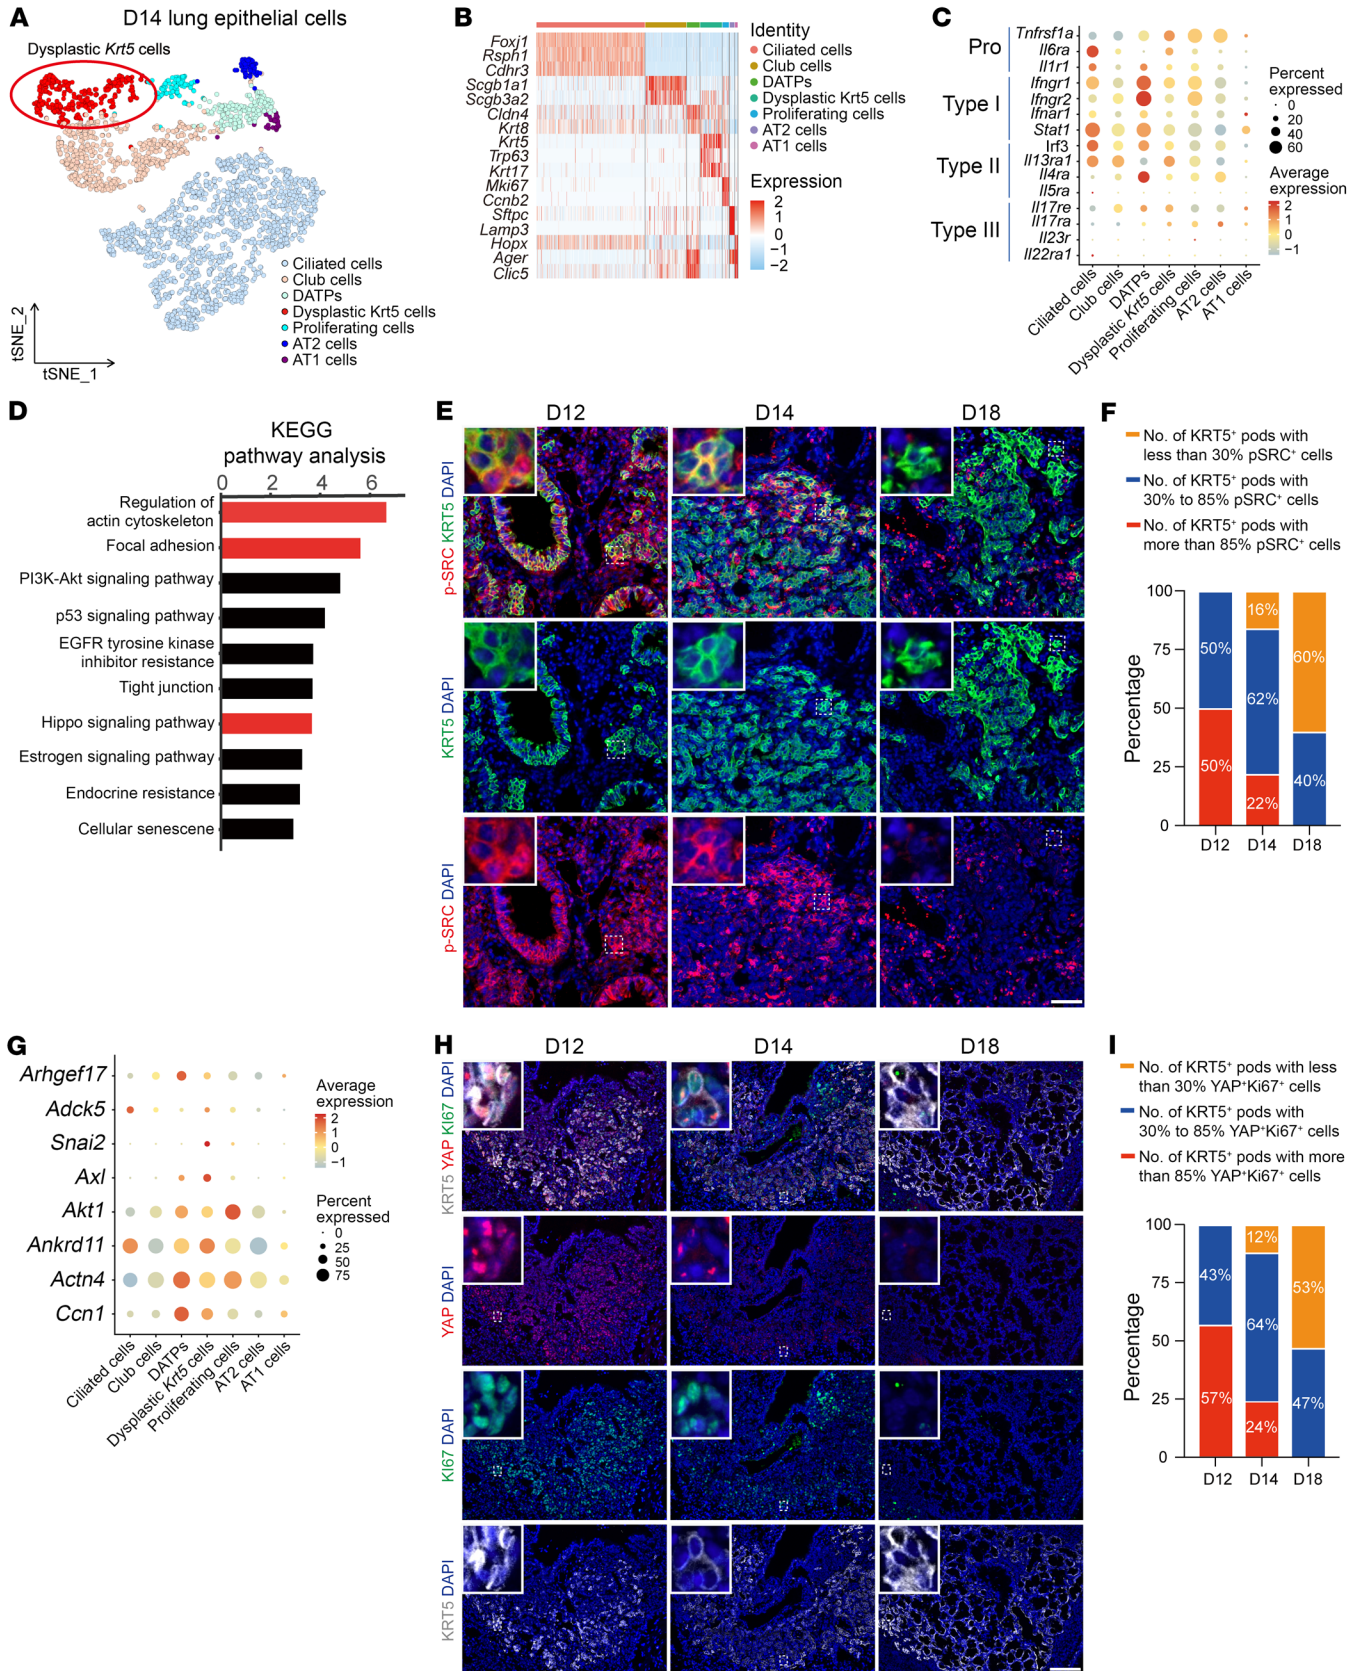 A
D14 lung epithelial cells
Dysplastic Krt5 cells
Ciliated cells
Club cells
DATPs
Dysplastic Krt5 cells
Proliferating cells
AT2 cells
AT1 cells
tSNE_2
tSNE_1
B
Foxj1
Rsph1
Cdhr3
Scgb1a1
Scgb3a2
Cldn4
Krt8
Krt5
Trp63
Krt17
Mki67
Ccnb2
Sftpc
Lamp3
Hopx
Ager
Clic5
Identity
Ciliated cells
Club cells
DATPs
Dysplastic Krt5 cells
Proliferating cells
AT2 cells
AT1 cells
Expression
2
1
0
−1
−2
C
Pro
Type I
Type II
Type III
Tnfrsf1a
Il6ra
Il1r1
Ifngr1
Ifngr2
Ifnar1
Stat1
Irf3
Il13ra1
Il4ra
Il5ra
Il17re
Il17ra
Il23r
Il22ra1
Ciliated cells
Club cells
DATPs
Dysplastic Krt5 cells
Proliferating cells
AT2 cells
AT1 cells
Percent
expressed
0
20
40
60
Average
expression
2
1
0
−1
D
KEGG
pathway analysis
0 2 4 6
Regulation of
actin cytoskeleton
Focal adhesion
PI3K-Akt signaling pathway
p53 signaling pathway
EGFR tyrosine kinase
inhibitor resistance
Tight junction
Hippo signaling pathway
Estrogen signaling pathway
Endocrine resistance
Cellular senescene
E
D12 D14 D18
p-SRC KRT5 DAPI
KRT5 DAPI
p-SRC DAPI
F
No. of KRT5+ pods with
less than 30% pSRC+ cells
No. of KRT5+ pods with
30% to 85% pSRC+ cells
No. of KRT5+ pods with
more than 85% pSRC+ cells
Percentage
100
75
50
25
0
50%
50%
16%
62%
22%
60%
40%
D12 D14 D18
G
Arhgef17
Adck5
Snai2
Axl
Akt1
Ankrd11
Actn4
Ccn1
Ciliated cells
Club cells
DATPs
Dysplastic Krt5 cells
Proliferating cells
AT2 cells
AT1 cells
Average
expression
2
1
0
−1
Percent
expressed
0
25
50
75
H
D12 D14 D18
KRT5 YAP KI67 DAPI
YAP DAPI
KI67 DAPI
KRT5 DAPI
I
No. of KRT5+ pods with less
than 30% YAP+Ki67+ cells
No. of KRT5+ pods with
30% to 85% YAP+Ki67+ cells
No. of KRT5+ pods with more
than 85% YAP+Ki67+ cells
Percentage
100
75
50
25
0
43%
57%
12%
64%
24%
53%
47%
D12 D14 D18